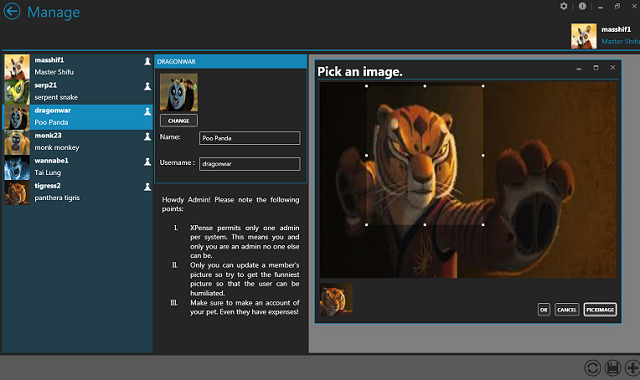 Manage
masshif1
Master Shifu
masshif1
Master Shifu
serp21
serpent snake
dragonwar
Poo Panda
monk23
monk monkey
wannabe1
Tai Lung
tigress2
panthera tigris
DRAGONWAR
CHANGE
Name:
Poo Panda
Username :
dragonwar
Howdy Admin! Please note the following
points:
I. XPense permits only one admin
per system. This means you and
only you are an admin no one else
can be.
II. Only you can update a member's
picture so try to get the funniest
picture so that the user can be
humiliated.
III. Make sure to make an account of
your pet. Even they have expenses!
Pick an image.
OK
CANCEL
PICKIMAGE